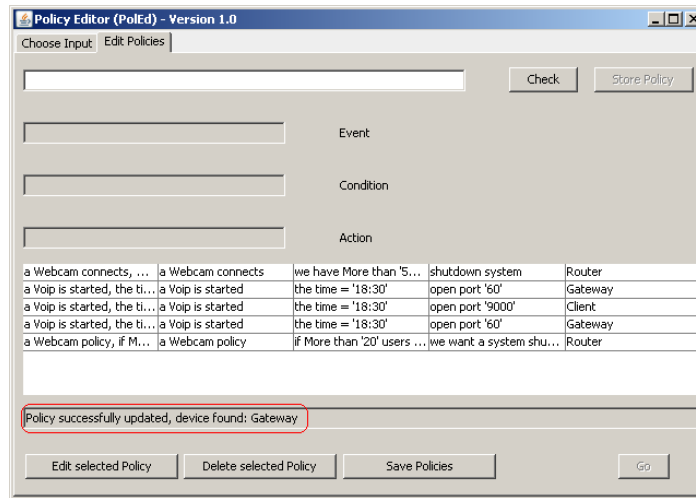 Policy Editor (PolEd) - Version 1.0
Choose Input Edit Policies
Check Store Policy
Event
Condition
Action
a Webcam connects, ... a Webcam connects we have More than '5... shutdown system Router
a Voip is started, the ti... a Voip is started the time = '18:30' open port '60' Gateway
a Voip is started, the ti... a Voip is started the time = '18:30' open port '9000' Client
a Voip is started, the ti... a Voip is started the time = '18:30' open port '60' Gateway
a Webcam policy, if M... a Webcam policy if More than '20' users ... we want a system shu... Router
Policy successfully updated, device found: Gateway
Edit selected Policy Delete selected Policy Save Policies Go